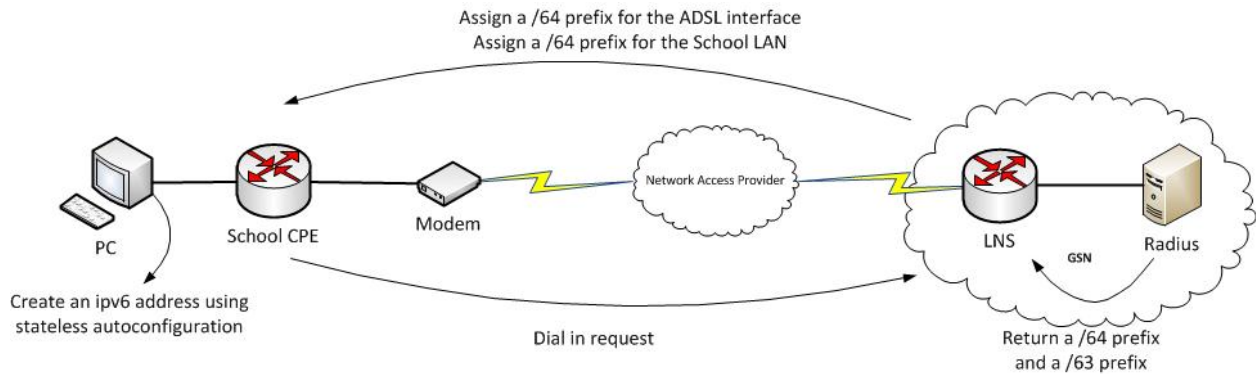 Assign a /64 prefix for the ADSL interface
Assign a /64 prefix for the School LAN
Network Access Provider
PC
School CPE
Modem
LNS
Radius
GSN
Create an ipv6 address using
stateless autoconfiguration
Dial in request
Return a /64 prefix
and a /63 prefix